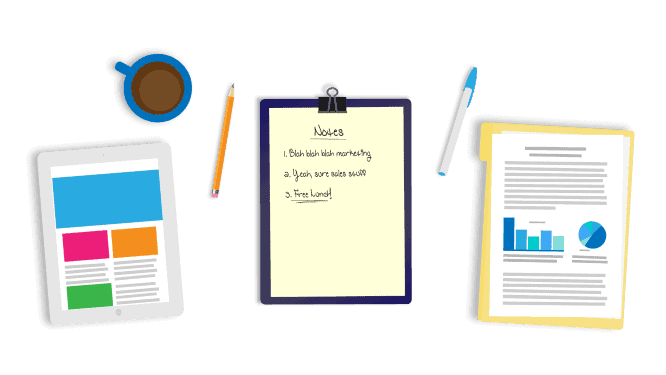 Notes
1. Blah blah blah marketing
2. Yeah, sure sales stuff
3. Free Lunch!